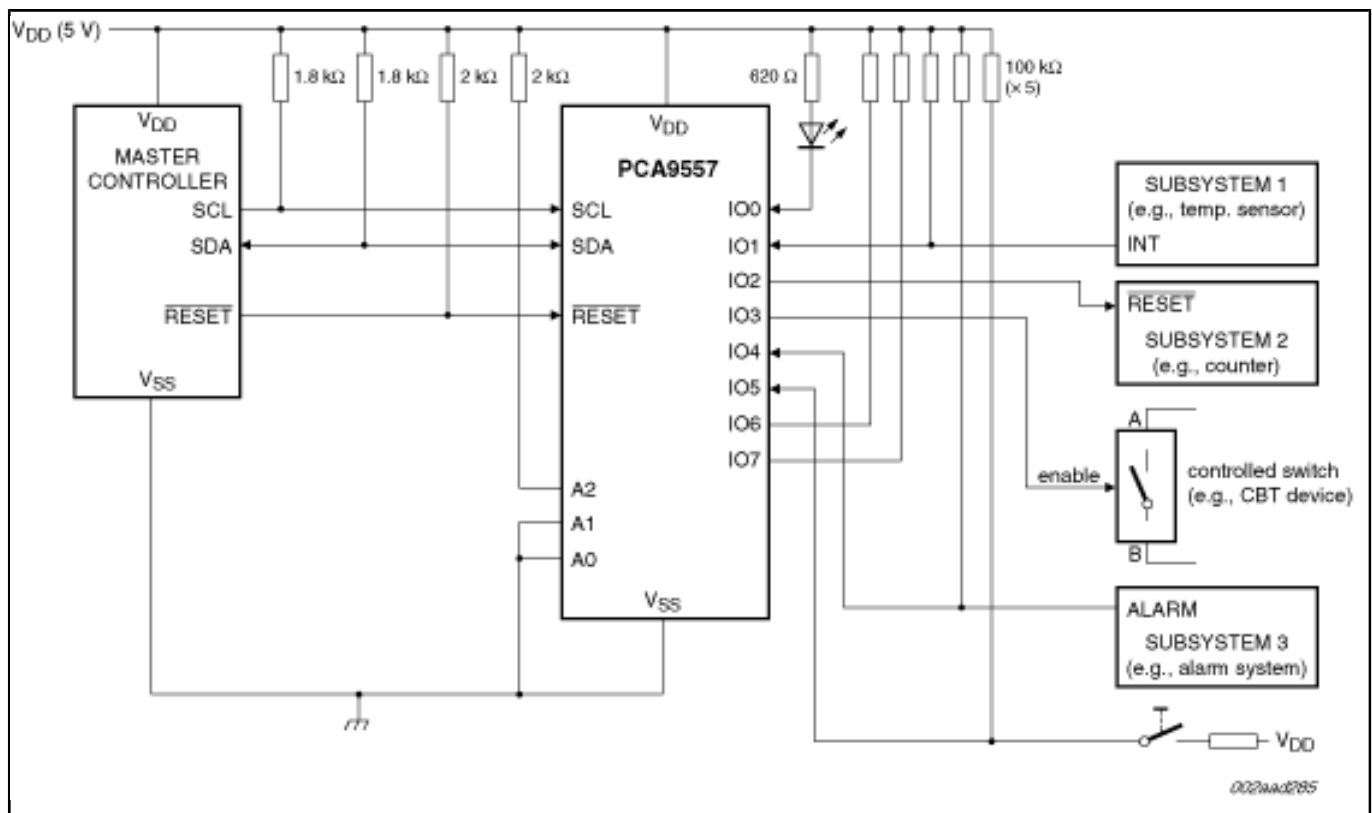 VDD (5 V)
1.8 kΩ
1.8 kΩ
2 kΩ
2 kΩ
620 Ω
100 kΩ
(× 5)
VDD
MASTER
CONTROLLER
SCL
SDA
RESET
VSS
VDD
PCA9557
SCL
SDA
RESET
A2
A1
A0
VSS
IO0
IO1
IO2
IO3
IO4
IO5
IO6
IO7
SUBSYSTEM 1
(e.g., temp. sensor)
INT
RESET
SUBSYSTEM 2
(e.g., counter)
A
enable
controlled switch
(e.g., CBT device)
B
ALARM
SUBSYSTEM 3
(e.g., alarm system)
VDD
002aad285